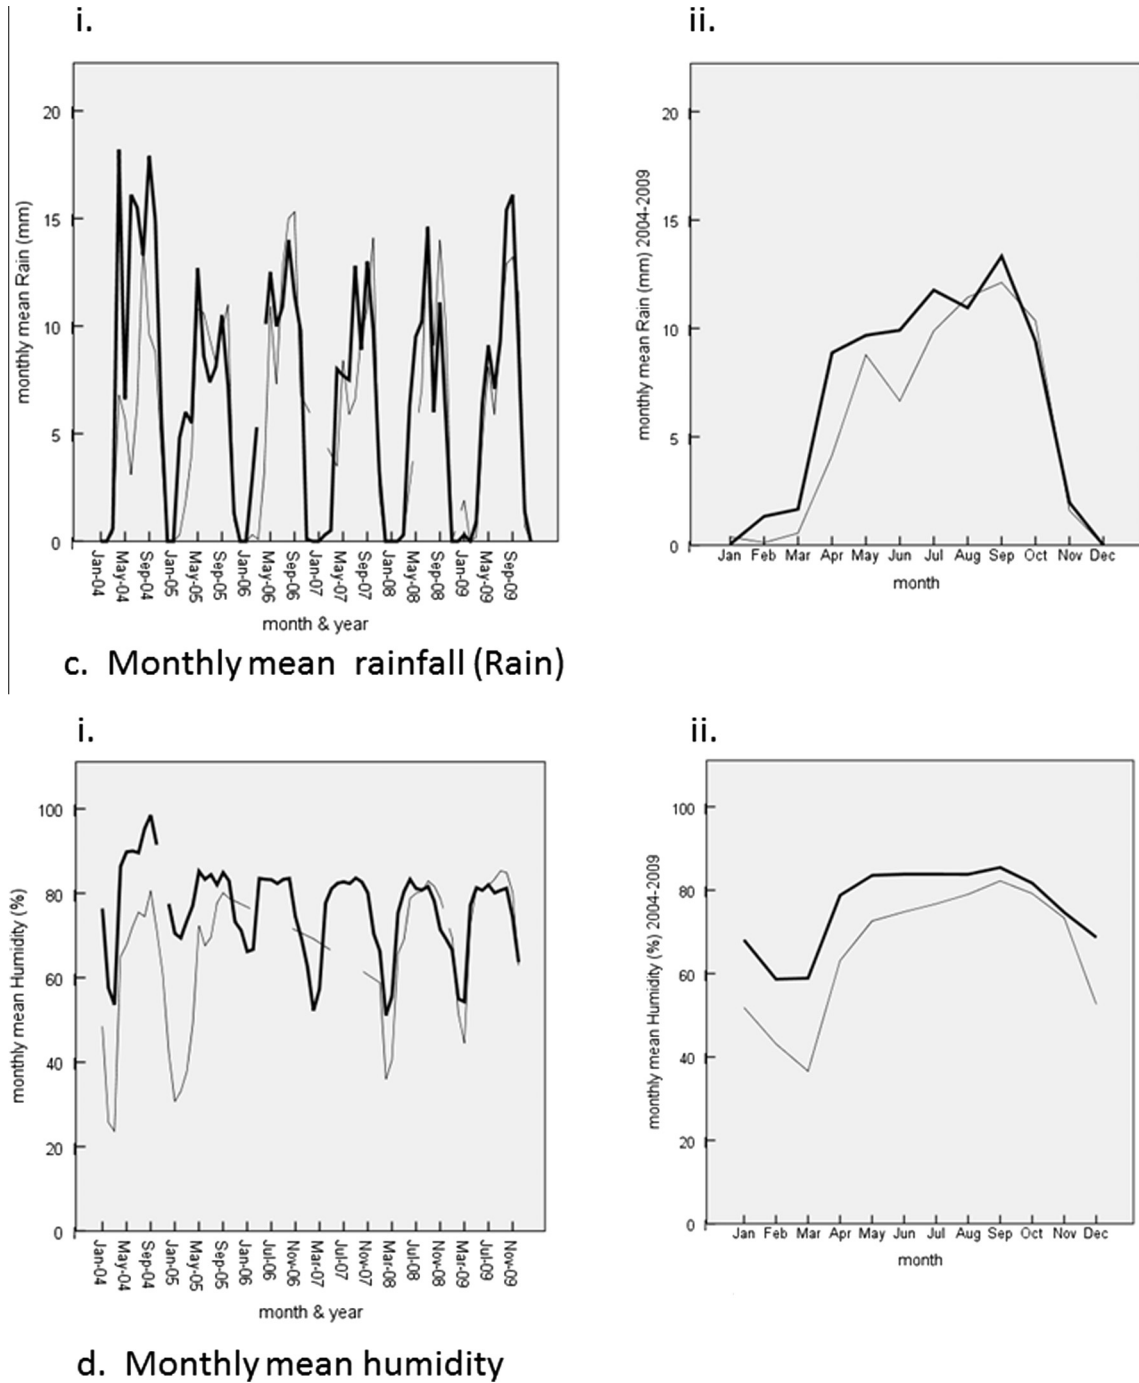 i.
ii.
monthly mean Rain (mm)
20
15
10
5
0
Jan-04
May-04
Sep-04
Jan-05
May-05
Sep-05
Jan-06
May-06
Sep-06
Jan-07
May-07
Sep-07
Jan-08
May-08
Sep-08
Jan-09
May-09
Sep-09
month & year
monthly mean Rain (mm) 2004-2009
20
15
10
5
0
Jan Feb Mar Apr May Jun Jul Aug Sep Oct Nov Dec
month
c. Monthly mean rainfall (Rain)
i.
ii.
monthly mean Humidity (%)
100
80
60
40
20
0
Jan-04
May-04
Sep-04
Jan-05
May-05
Sep-05
Jan-06
Jul-06
Nov-06
Mar-07
Jul-07
Nov-07
Mar-08
Jul-08
Nov-08
Mar-09
Jul-09
Nov-09
month & year
monthly mean Humidity (%) 2004-2009
100
80
60
40
20
0
Jan Feb Mar Apr May Jun Jul Aug Sep Oct Nov Dec
month
d. Monthly mean humidity